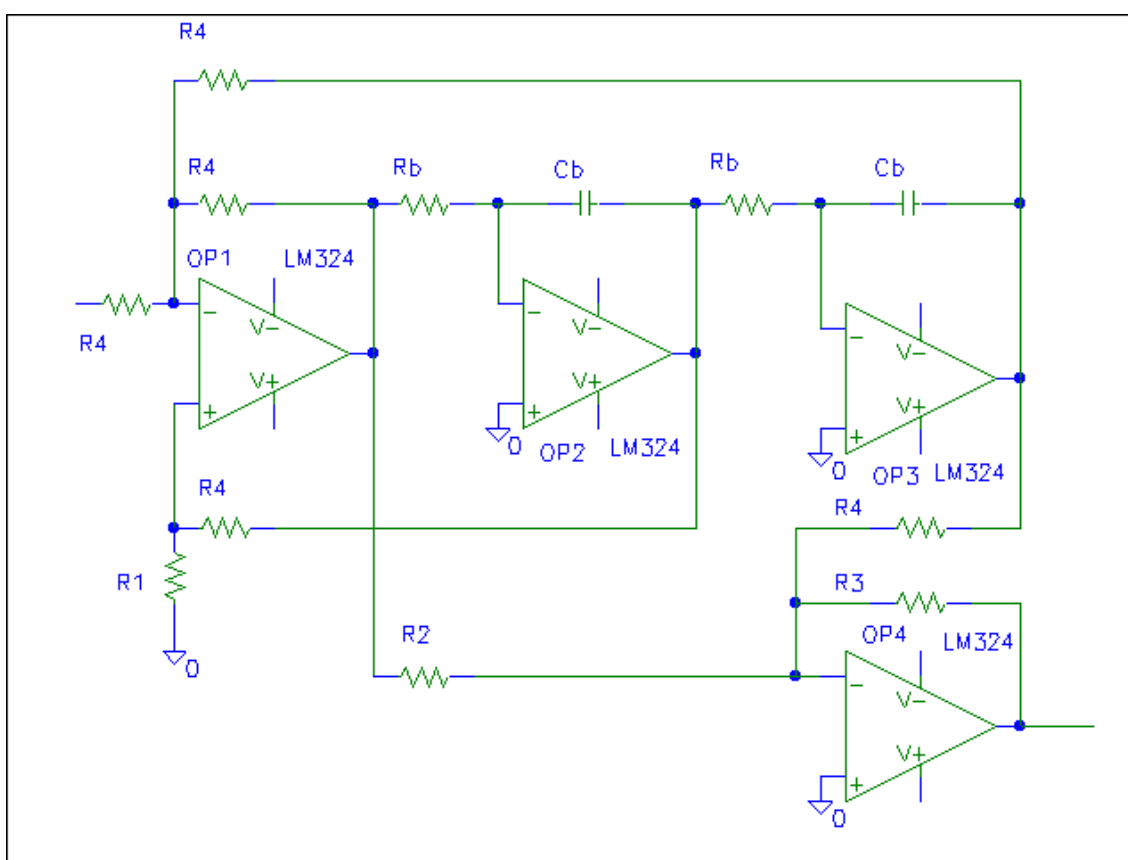 R4
R4 Rb Cb Rb Cb
OP1 LM324
R4
- V- V+ +
- V- V+ +
- V- V+ +
0 OP2 LM324
0 OP3 LM324
R4 R4
R1 R3
0
R2 OP4 LM324
- V- V+ +
0